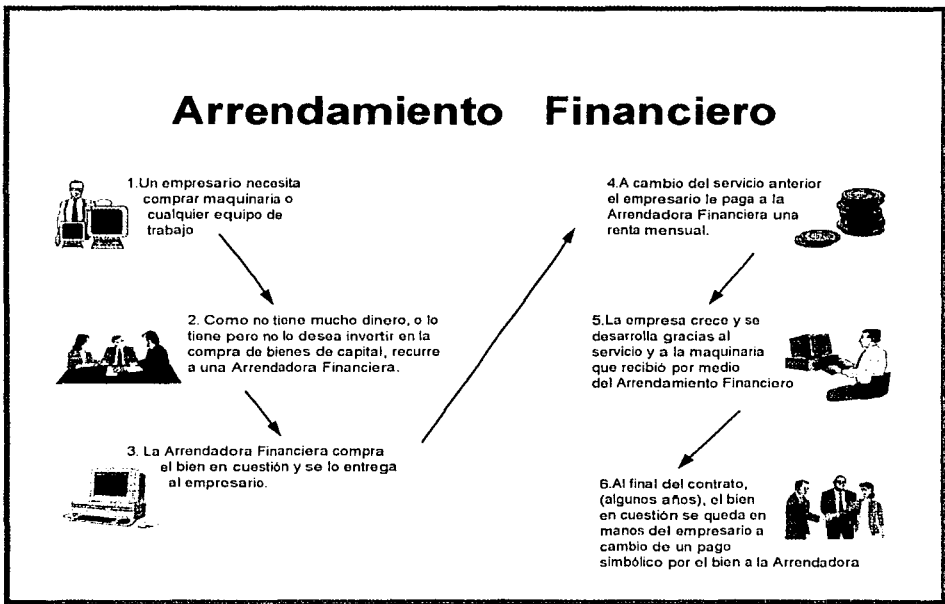 Arrendamiento Financiero
1.Un empresario necesita
comprar maquinaria o
cualquier equipo de
trabajo
2. Como no tiene mucho dinero, o lo
tiene pero no lo desea invertir en la
compra de bienes de capital, recurre
a una Arrendadora Financiera.
3. La Arrendadora Financiera compra
el bien en cuestión y se lo entrega
al empresario.
4.A cambio del servicio anterior
el empresario le paga a la
Arrendadora Financiera una
renta mensual.
5.La empresa crece y se
desarrolla gracias al
servicio y a la maquinaria
que recibió por medio
del Arrendamiento Financiero
6.Al final del contrato,
(algunos años), el bien
en cuestión se queda en
manos del empresario a
cambio de un pago
simbólico por el bien a la Arrendadora